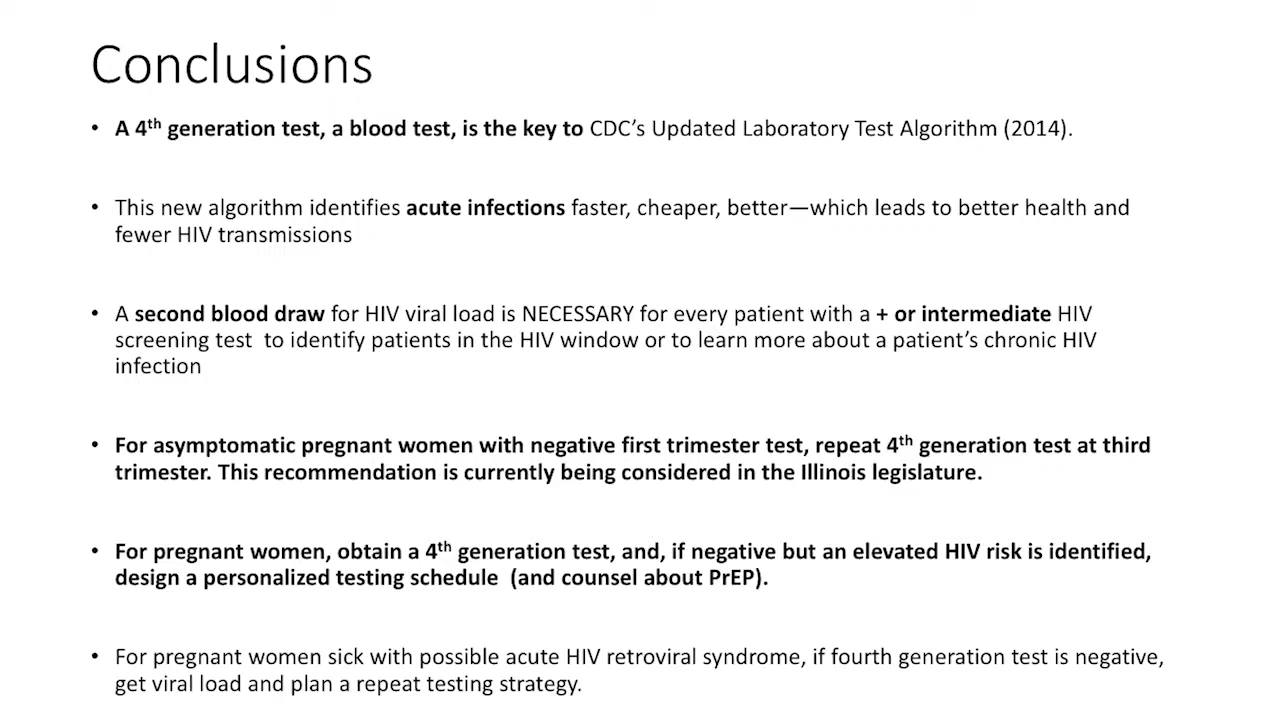 Conclusions
• A 4th generation test, a blood test, is the key to CDC’s Updated Laboratory Test Algorithm (2014).
• This new algorithm identifies acute infections faster, cheaper, better—which leads to better health and
fewer HIV transmissions
• A second blood draw for HIV viral load is NECESSARY for every patient with a + or intermediate HIV
screening test  to identify patients in the HIV window or to learn more about a patient’s chronic HIV
infection
• For asymptomatic pregnant women with negative first trimester test, repeat 4th generation test at third
trimester. This recommendation is currently being considered in the Illinois legislature.
• For pregnant women, obtain a 4th generation test, and, if negative but an elevated HIV risk is identified,
design a personalized testing schedule  (and counsel about PrEP).
• For pregnant women sick with possible acute HIV retroviral syndrome, if fourth generation test is negative,
get viral load and plan a repeat testing strategy.